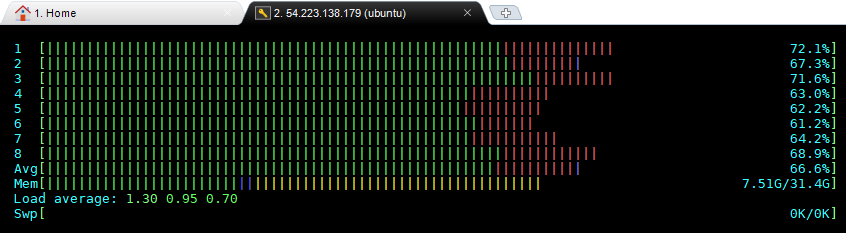 1. Home
2. 54.223.138.179 (ubuntu)
1 [ 72.1%]
2 [ 67.3%]
3 [ 71.6%]
4 [ 63.0%]
5 [ 62.2%]
6 [ 61.2%]
7 [ 64.2%]
8 [ 68.9%]
Avg[ 66.6%]
Mem[ 7.51G/31.4G]
Load average: 1.30 0.95 0.70
Swp[ 0K/0K]